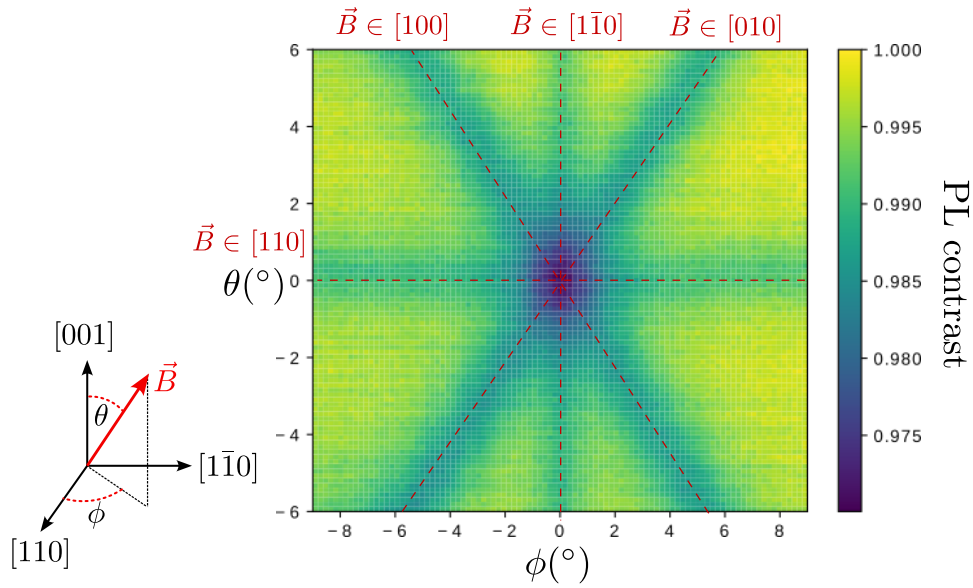 B⃗ ∈ [100]
B⃗ ∈ [11̄0]
B⃗ ∈ [010]
6
4
2
0
−2
−4
−6
B⃗ ∈ [110]
θ(°)
−8 −6 −4 −2 0 2 4 6 8
ϕ(°)
1.000
0.995
0.990
0.985
0.980
0.975
PL contrast
[001]
B⃗
θ
[11̄0]
ϕ
[110]